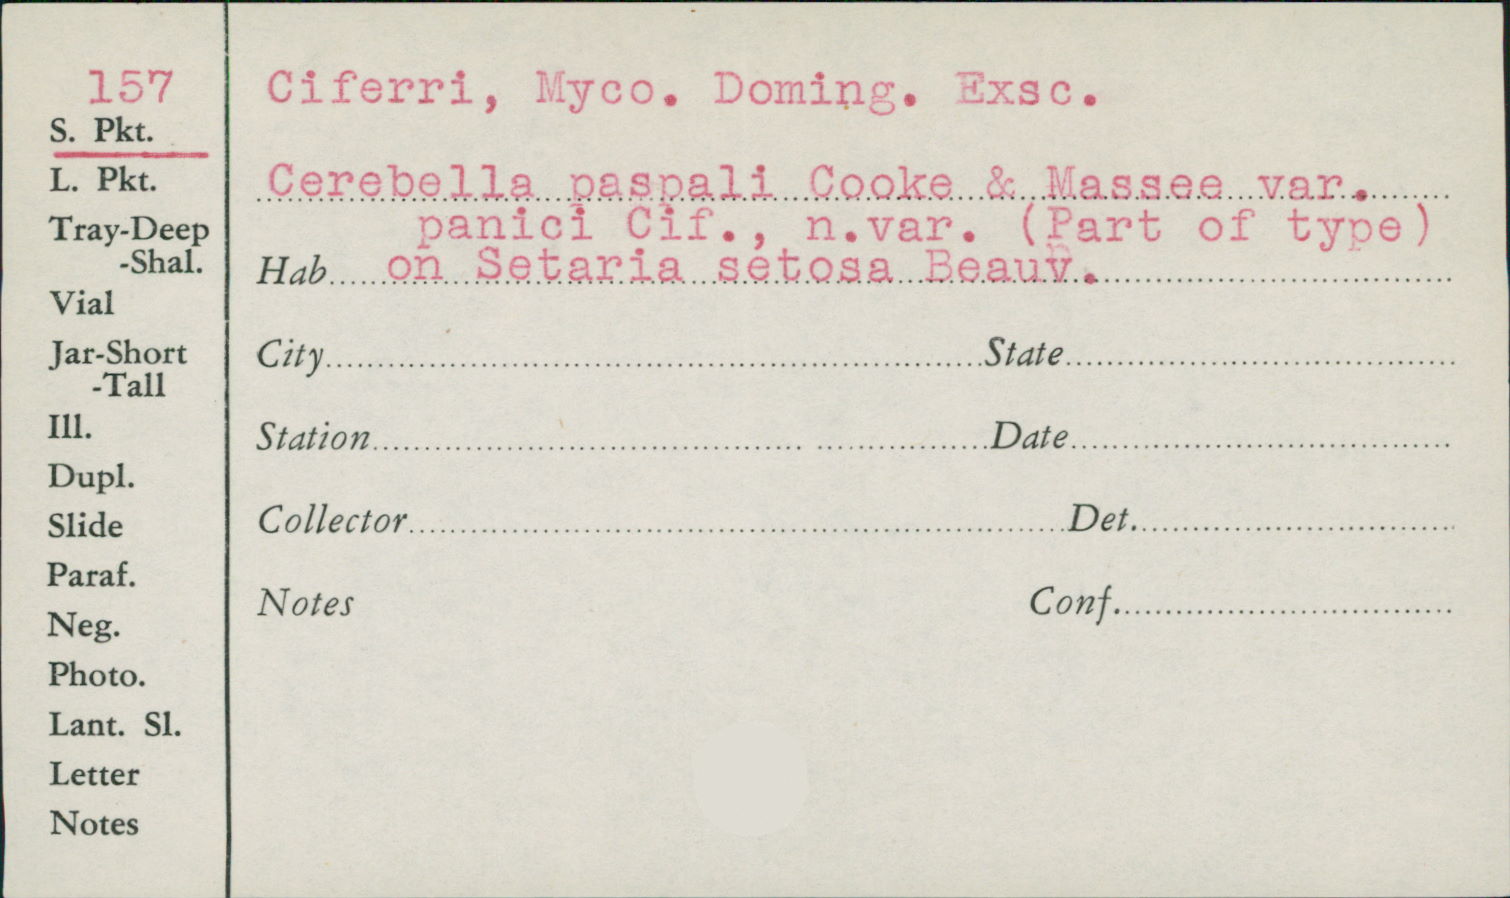 157
S. Pkt.
L. Pkt.
Tray-Deep
-Shal.
Vial
Jar-Short
-Tall
Ill.
Dupl.
Slide
Paraf.
Neg.
Photo.
Lant. Sl.
Letter
Notes
Ciferri, Myco. Doming. Exsc.
Cerebella paspali Cooke & Massee var.
panici Cif., n.var. (Part of type)
Hab. on Setaria setosa Beauv.
City State
Station Date
Collector Det.
Notes Conf.